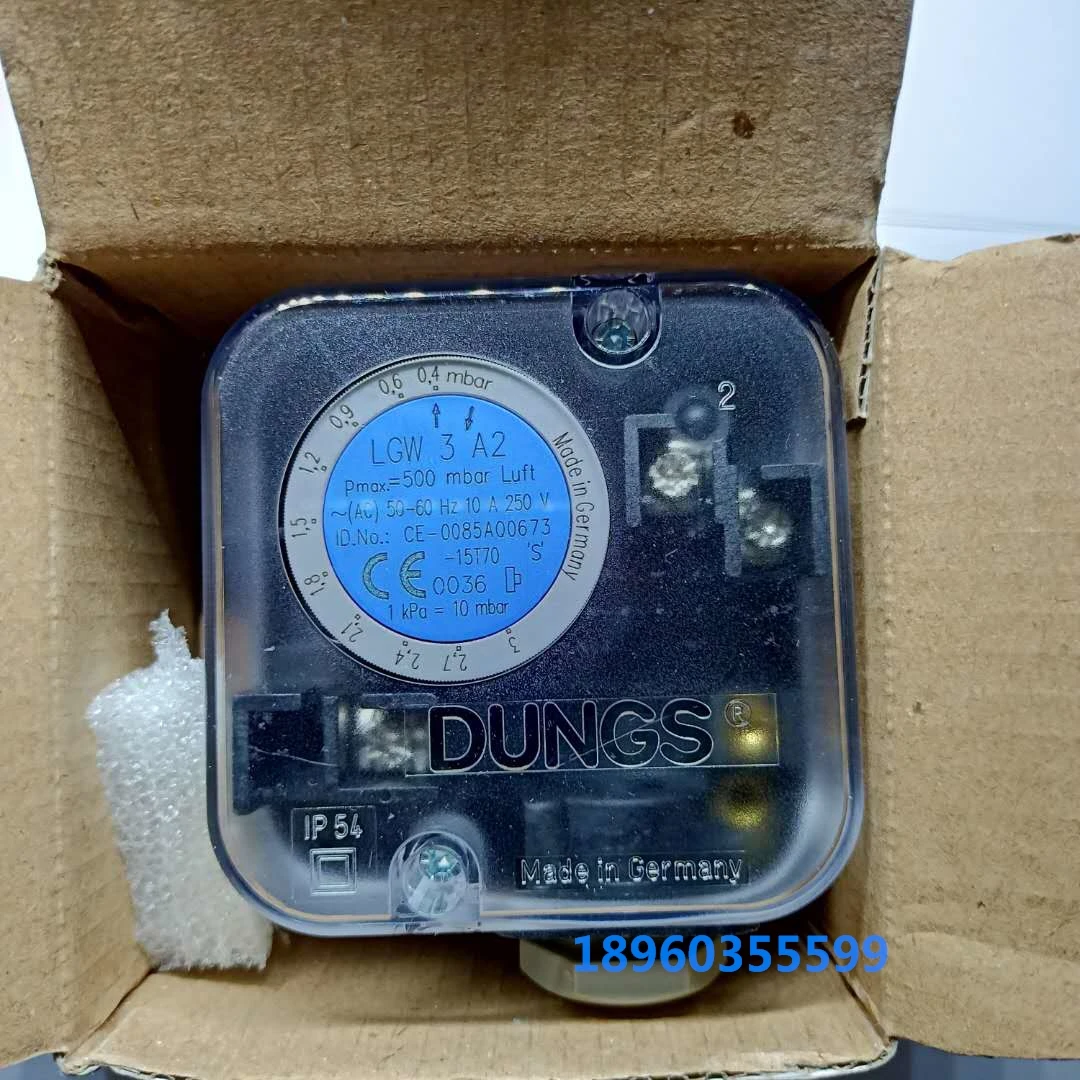 2
0,4 mbar
0,6
0,9
1,2
1,5
1,8
2,1
2,4
2,7
3
Made in Germany
LGW 3 A2
Pmax.=500 mbar Luft
~(AC) 50-60 Hz 10 A 250 V
ID.No.: CE-0085A00673
-15T70 'S'
CE 0036
1 kPa = 10 mbar
DUNGS®
IP 54
Made in Germany
18960355599